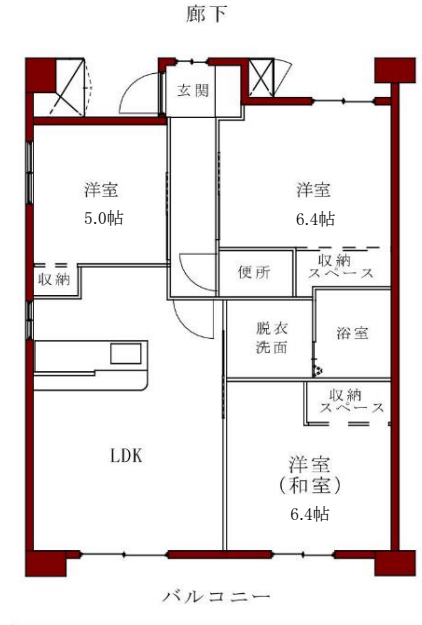 廊下
玄関
洋室
5.0帖
洋室
6.4帖
収納
便所
収納
スペース
脱衣
洗面
浴室
収納
スペース
LDK
洋室
(和室)
6.4帖
バルコニー